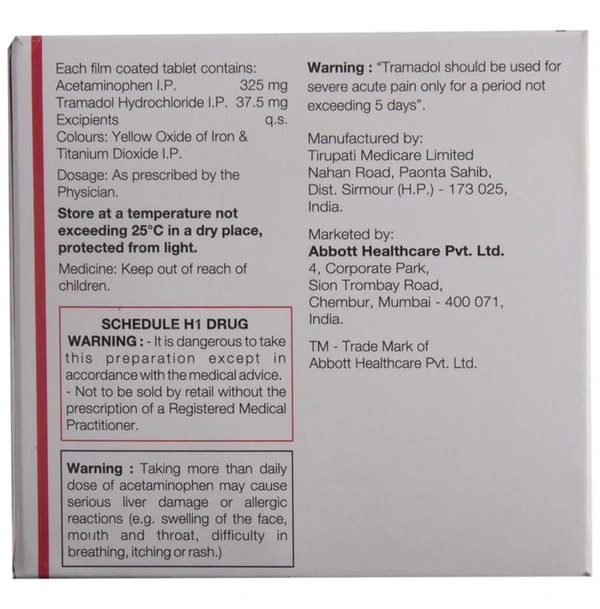 Each film coated tablet contains:
Acetaminophen I.P. 325 mg
Tramadol Hydrochloride I.P. 37.5 mg
Excipients q.s.
Colours: Yellow Oxide of Iron &
Titanium Dioxide I.P.
Dosage: As prescribed by the
Physician.
Store at a temperature not
exceeding 25°C in a dry place,
protected from light.
Medicine: Keep out of reach of
children.
SCHEDULE H1 DRUG
WARNING : - It is dangerous to take
this preparation except in
accordance with the medical advice.
- Not to be sold by retail without the
prescription of a Registered Medical
Practitioner.
Warning : Taking more than daily
dose of acetaminophen may cause
serious liver damage or allergic
reactions (e.g. swelling of the face,
mouth and throat, difficulty in
breathing, itching or rash.)
Warning : “Tramadol should be used for
severe acute pain only for a period not
exceeding 5 days”.
Manufactured by:
Tirupati Medicare Limited
Nahan Road, Paonta Sahib,
Dist. Sirmour (H.P.) - 173 025,
India.
Marketed by:
Abbott Healthcare Pvt. Ltd.
4, Corporate Park,
Sion Trombay Road,
Chembur, Mumbai - 400 071,
India.
TM - Trade Mark of
Abbott Healthcare Pvt. Ltd.